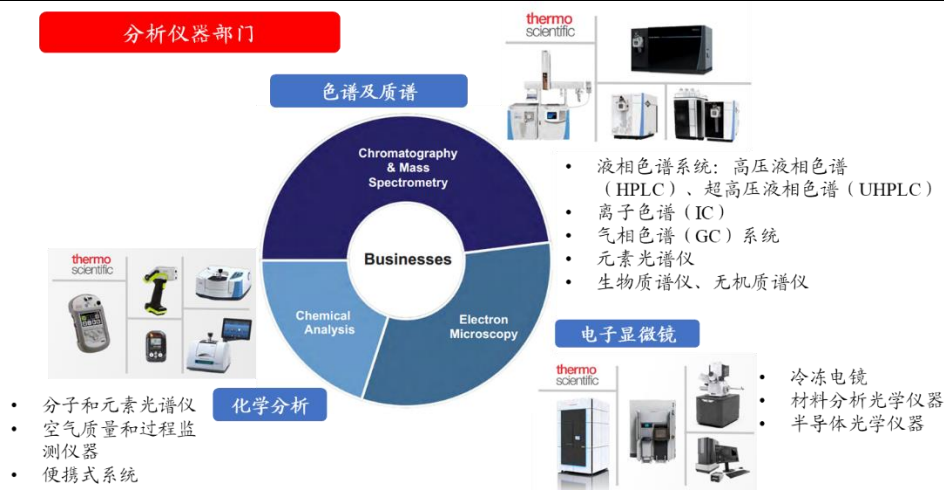 分析仪器部门
thermo
scientific
色谱及质谱
Chromatography
& Mass
Spectrometry
Businesses
Chemical
Analysis
Electron
Microscopy
• 液相色谱系统：高压液相色谱
（HPLC）、超高压液相色谱（UHPLC）
• 离子色谱（IC）
• 气相色谱（GC）系统
• 元素光谱仪
• 生物质谱仪、无机质谱仪
thermo
scientific
化学分析
• 分子和元素光谱仪
• 空气质量和过程监
测仪器
• 便携式系统
电子显微镜
thermo
scientific
• 冷冻电镜
• 材料分析光学仪器
• 半导体光学仪器